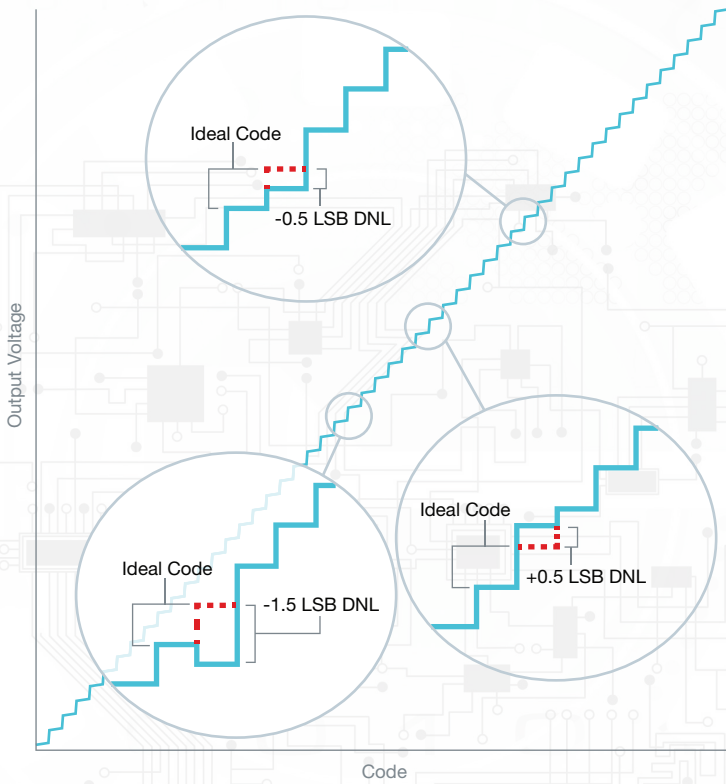 Ideal Code
-0.5 LSB DNL
Output Voltage
Ideal Code
+0.5 LSB DNL
Ideal Code
-1.5 LSB DNL
Code